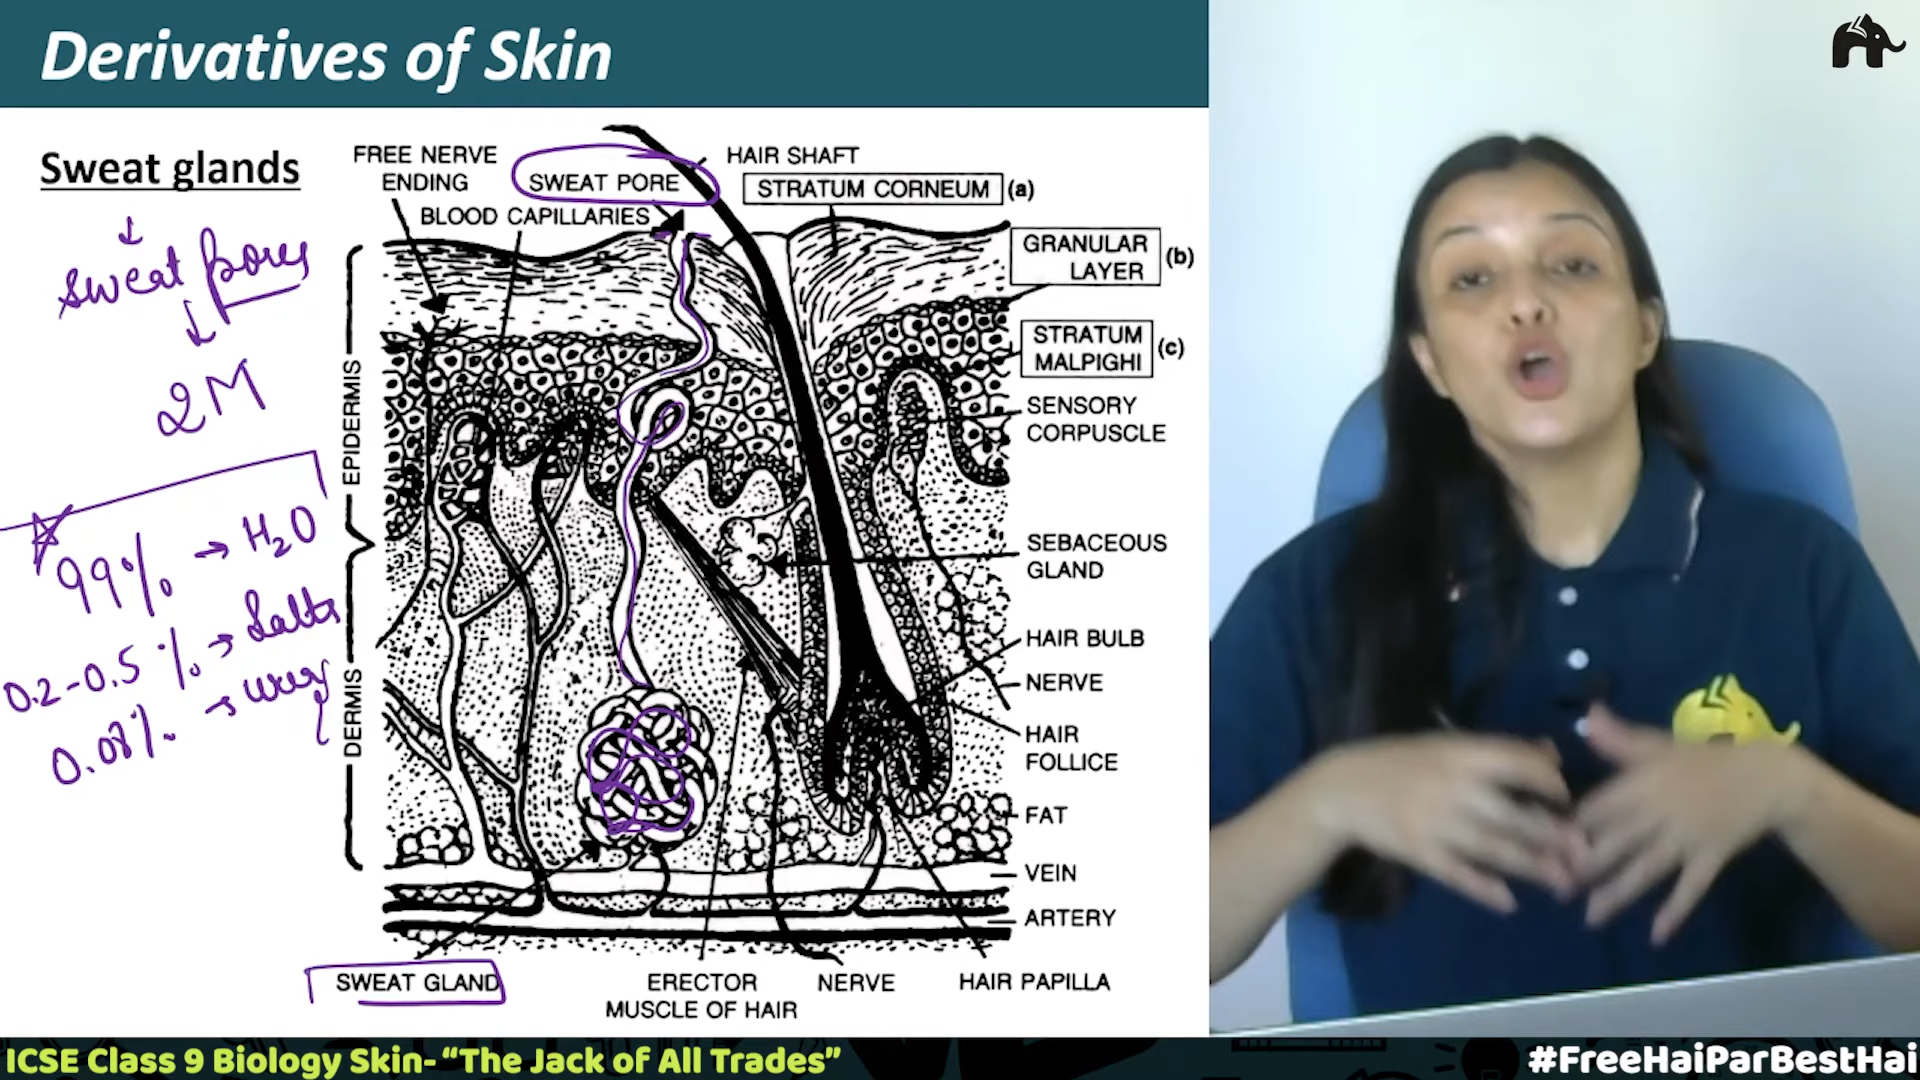 Derivatives of Skin
Sweat glands
Sweat pores
2M
99% → H₂O
0.2-0.5% → Salts
0.08% → urea
FREE NERVE
ENDING
SWEAT PORE
BLOOD CAPILLARIES
HAIR SHAFT
STRATUM CORNEUM (a)
GRANULAR
LAYER (b)
STRATUM
MALPIGHI (c)
SENSORY
CORPUSCLE
SEBACEOUS
GLAND
HAIR BULB
NERVE
HAIR
FOLLICE
FAT
VEIN
ARTERY
EPIDERMIS
DERMIS
SWEAT GLAND
ERECTOR
MUSCLE OF HAIR
NERVE
HAIR PAPILLA
ICSE Class 9 Biology Skin- “The Jack of All Trades”
#FreeHaiParBestHai